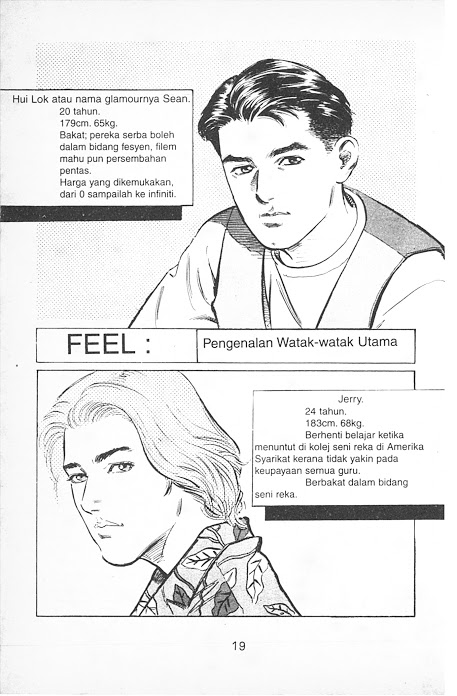 Hui Lok atau nama glamournya Sean.
20 tahun.
179cm. 65kg.
Bakat; pereka serba boleh
dalam bidang fesyen, filem
mahu pun persembahan
pentas.
Harga yang dikemukakan,
dari 0 sampailah ke infiniti.
FEEL :
Pengenalan Watak-watak Utama
Jerry.
24 tahun.
183cm. 68kg.
Berhenti belajar ketika
menuntut di kolej seni reka di Amerika
Syarikat kerana tidak yakin pada
keupayaan semua guru.
Berbakat dalam bidang
seni reka.
19